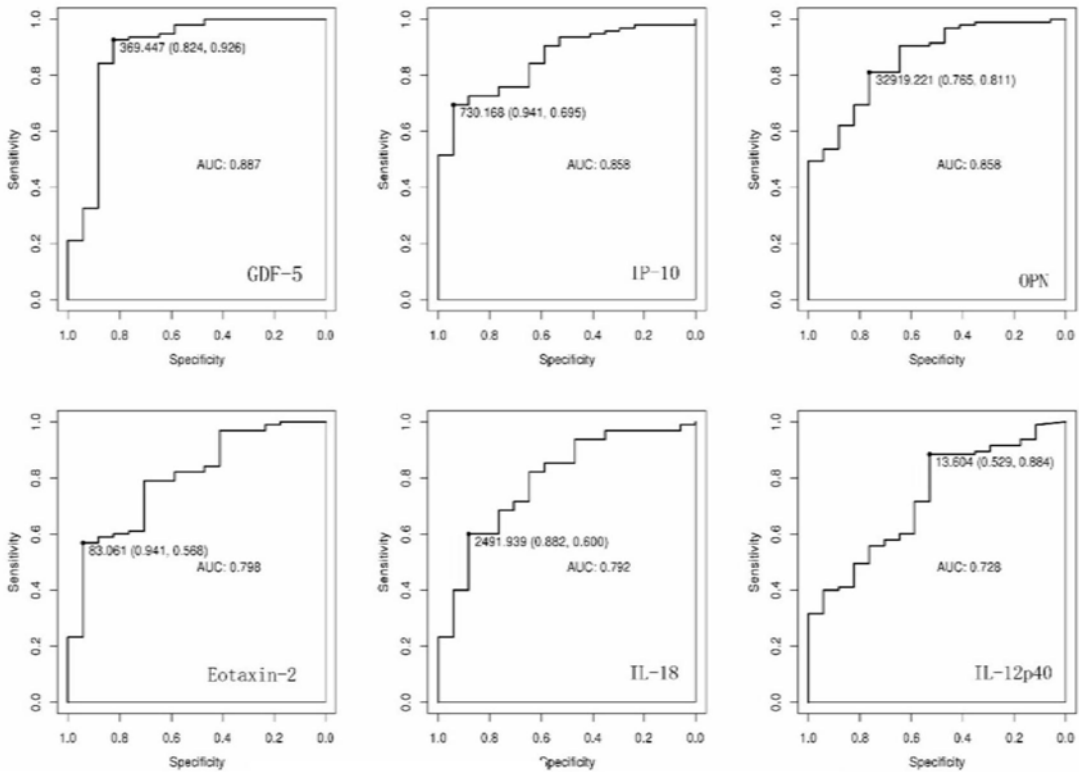 1.0
0.8
0.6
0.4
0.2
0.0
Sensitivity
369.447 (0.824, 0.926)
AUC: 0.887
GDF-5
1.0 0.8 0.6 0.4 0.2 0.0
Specificity
1.0
0.8
0.6
0.4
0.2
0.0
Sensitivity
730.168 (0.941, 0.695)
AUC: 0.858
IP-10
1.0 0.8 0.6 0.4 0.2 0.0
Specificity
1.0
0.8
0.6
0.4
0.2
0.0
Sensitivity
32919.221 (0.765, 0.811)
AUC: 0.858
OPN
1.0 0.8 0.6 0.4 0.2 0.0
Specificity
1.0
0.8
0.6
0.4
0.2
0.0
Sensitivity
83.061 (0.941, 0.568)
AUC: 0.798
Eotaxin-2
1.0 0.8 0.6 0.4 0.2 0.0
Specificity
1.0
0.8
0.6
0.4
0.2
0.0
Sensitivity
2491.939 (0.882, 0.600)
AUC: 0.792
IL-18
1.0 0.8 0.6 0.4 0.2 0.0
Specificity
1.0
0.8
0.6
0.4
0.2
0.0
Sensitivity
13.604 (0.529, 0.884)
AUC: 0.728
IL-12p40
1.0 0.8 0.6 0.4 0.2 0.0
Specificity